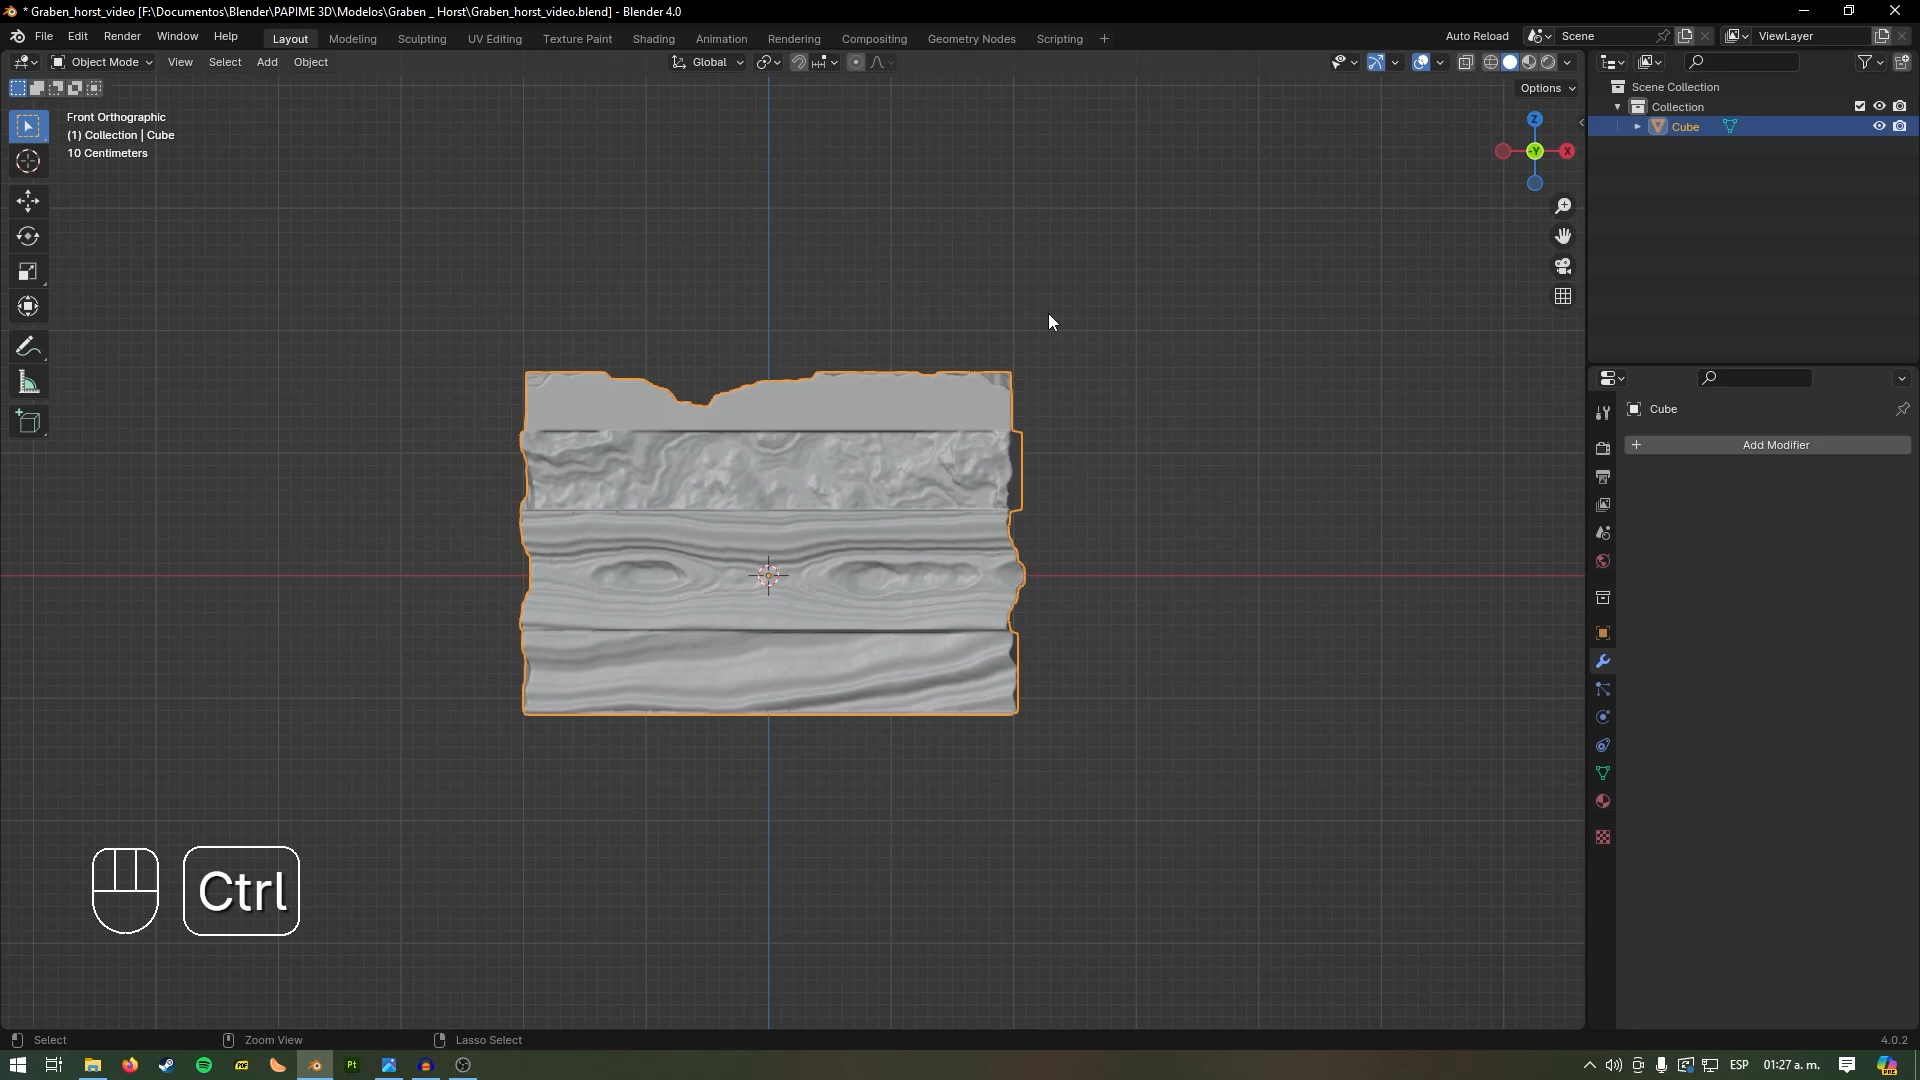 * Graben_horst_video [F:\Documentos\Blender\PAPIME 3D\Modelos\Graben _ Horst\Graben_horst_video.blend] - Blender 4.0
File Edit Render Window Help Layout Modeling Sculpting UV Editing Texture Paint Shading Animation Rendering Compositing Geometry Nodes Scripting + Auto Reload Scene ViewLayer
Object Mode View Select Add Object Global
Options
Scene Collection
Collection
Cube
Front Orthographic
(1) Collection | Cube
10 Centimeters
Z
-Y
X
Cube
+ Add Modifier
Ctrl
Select Zoom View Lasso Select 4.0.2
Pt ESP 01:27 a. m.